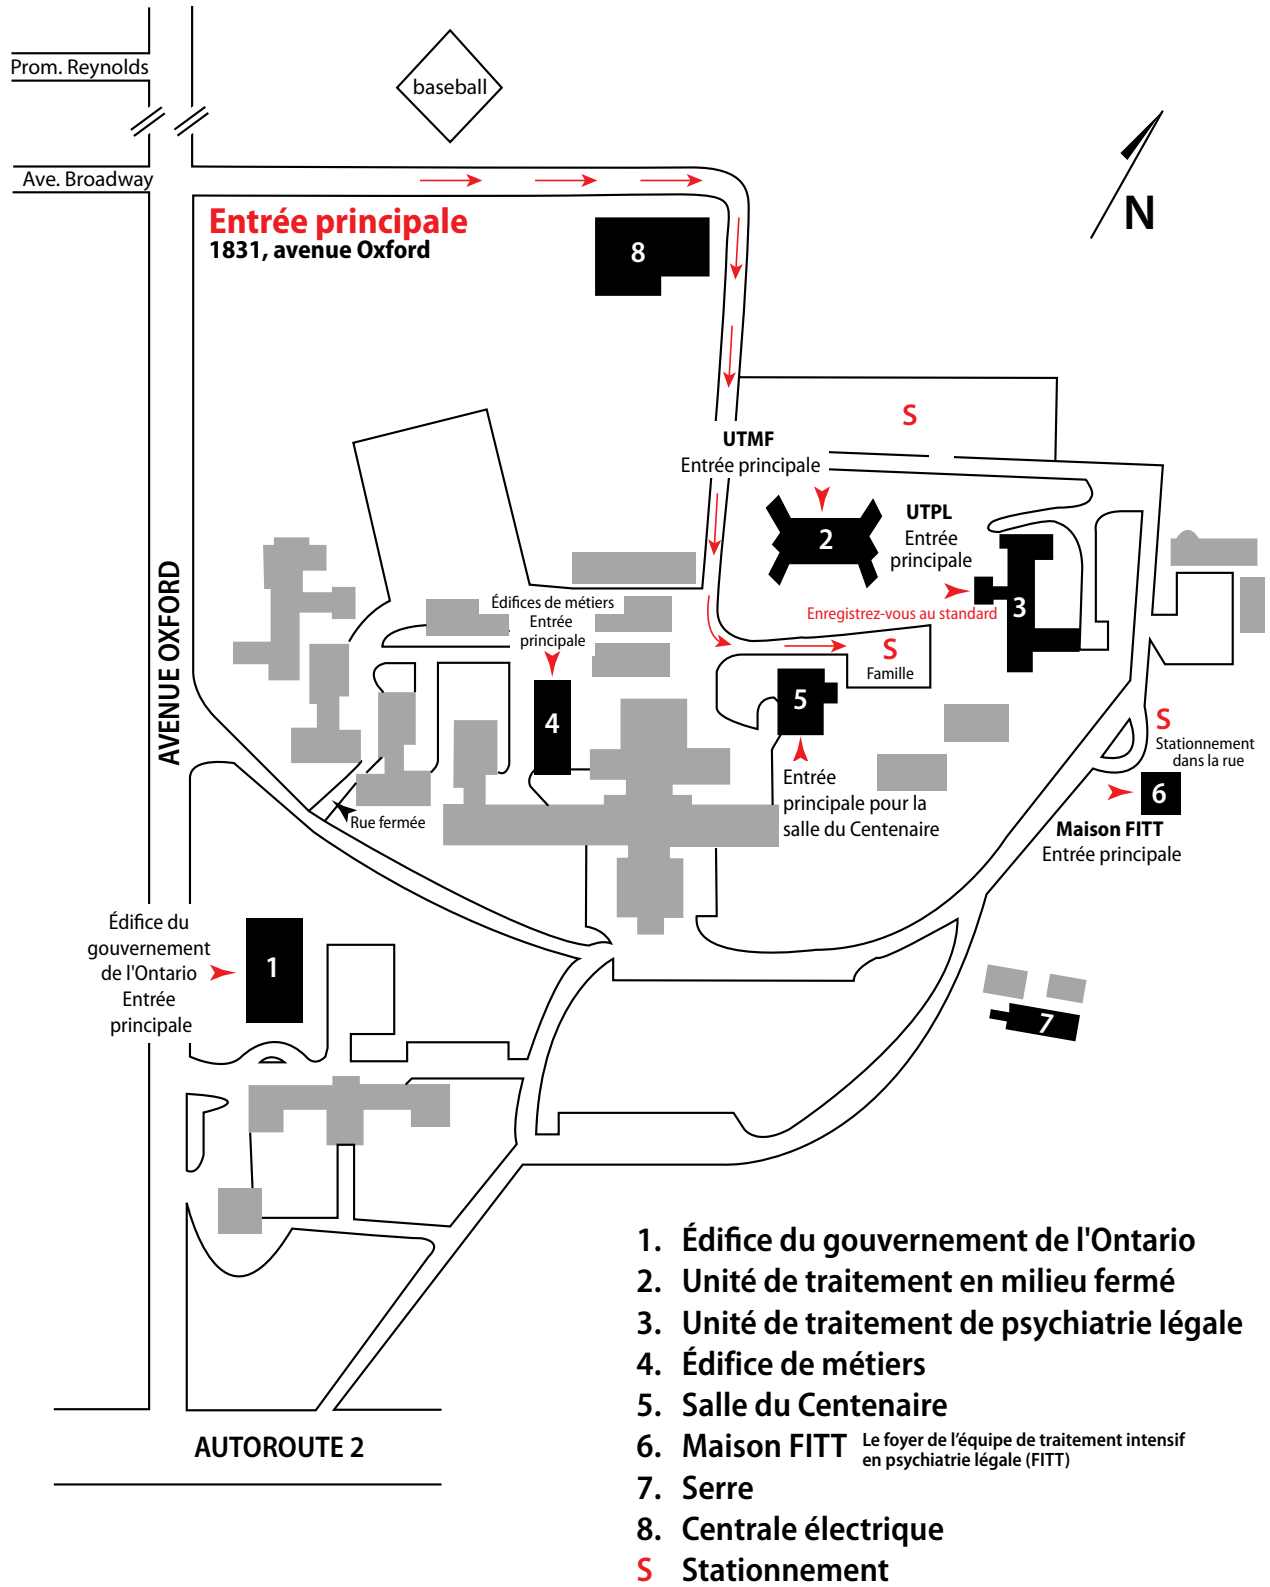 Prom. Reynolds
baseball
Ave. Broadway
Entrée principale
1831, avenue Oxford
8
N
S
UTMF
Entrée principale
2
UTPL
Entrée
principale
Enregistrez-vous au standard
3
AVENUE OXFORD
Édifices de métiers
Entrée
principale
4
S
Famille
5
S
Stationnement
dans la rue
6
Maison FITT
Entrée principale
Entrée
principale pour la
salle du Centenaire
Rue fermée
Édifice du
gouvernement
de l'Ontario
Entrée
principale
1
7
1. Édifice du gouvernement de l'Ontario
2. Unité de traitement en milieu fermé
3. Unité de traitement de psychiatrie légale
4. Édifice de métiers
5. Salle du Centenaire
6. Maison FITT Le foyer de l’équipe de traitement intensif
en psychiatrie légale (FITT)
7. Serre
8. Centrale électrique
S Stationnement
AUTOROUTE 2